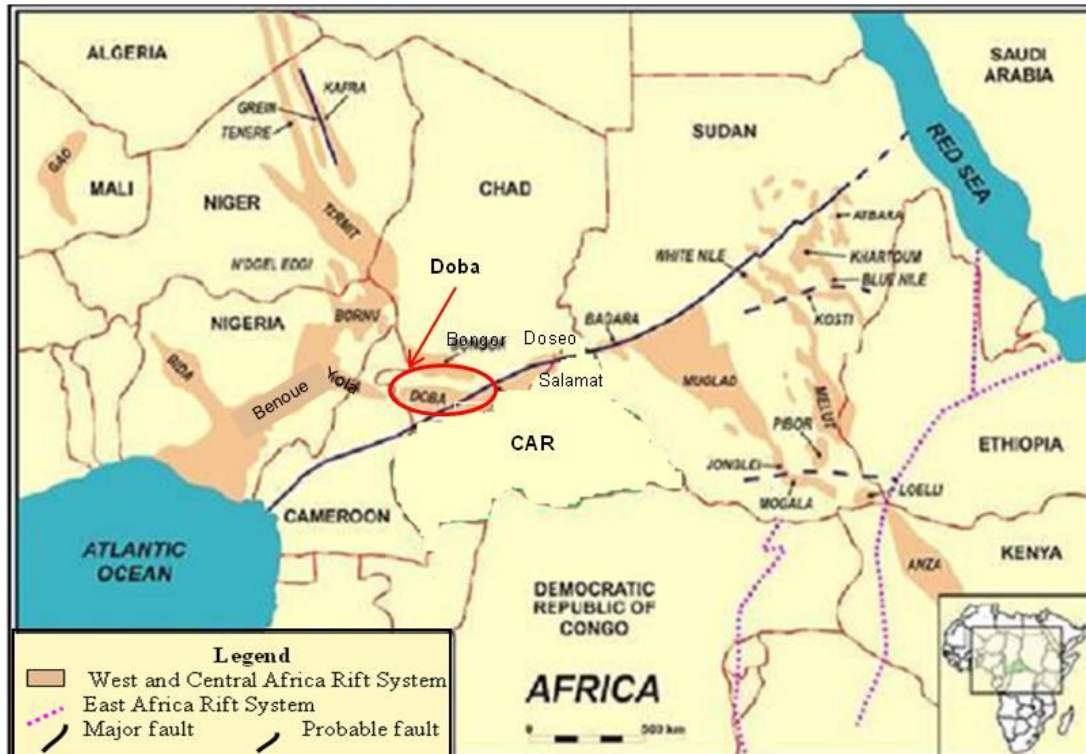 ALGERIA
SAUDI
ARABIA
KAFRA
GREIN
TENERE
SUDAN
RED SEA
GAO
MALI
NIGER
CHAD
TERMIT
ATBARA
N'DGEL EDGI
Doba
WHITE NILE
KHARTOUM
BLUE NILE
NIGERIA
BORNU
BAGARA
KOSTI
Bongor
Doseo
BIDA
Yola
Benoue
DOBA
Salamat
MUGLAD
MELUT
PIBOR
CAR
ETHIOPIA
JONGLEI
LOELLI
MOGALA
CAMEROON
ATLANTIC
OCEAN
KENYA
ANZA
DEMOCRATIC
REPUBLIC OF
CONGO
AFRICA
0 500 km
Legend
West and Central Africa Rift System
East Africa Rift System
Major fault Probable fault